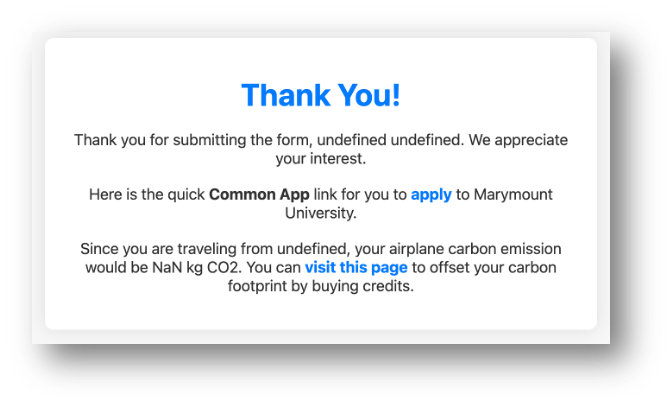 Thank You!
Thank you for submitting the form, undefined undefined. We appreciate
your interest.
Here is the quick Common App link for you to apply to Marymount
University.
Since you are traveling from undefined, your airplane carbon emission
would be NaN kg CO2. You can visit this page to offset your carbon
footprint by buying credits.